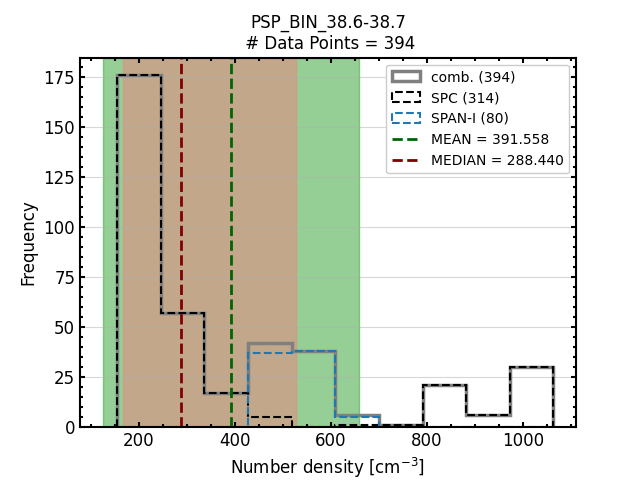 PSP_BIN_38.6-38.7
# Data Points = 394
comb. (394)
SPC (314)
SPAN-I (80)
MEAN = 391.558
MEDIAN = 288.440
Frequency
175
150
125
100
75
50
25
0
200 400 600 800 1000
Number density [cm⁻³]